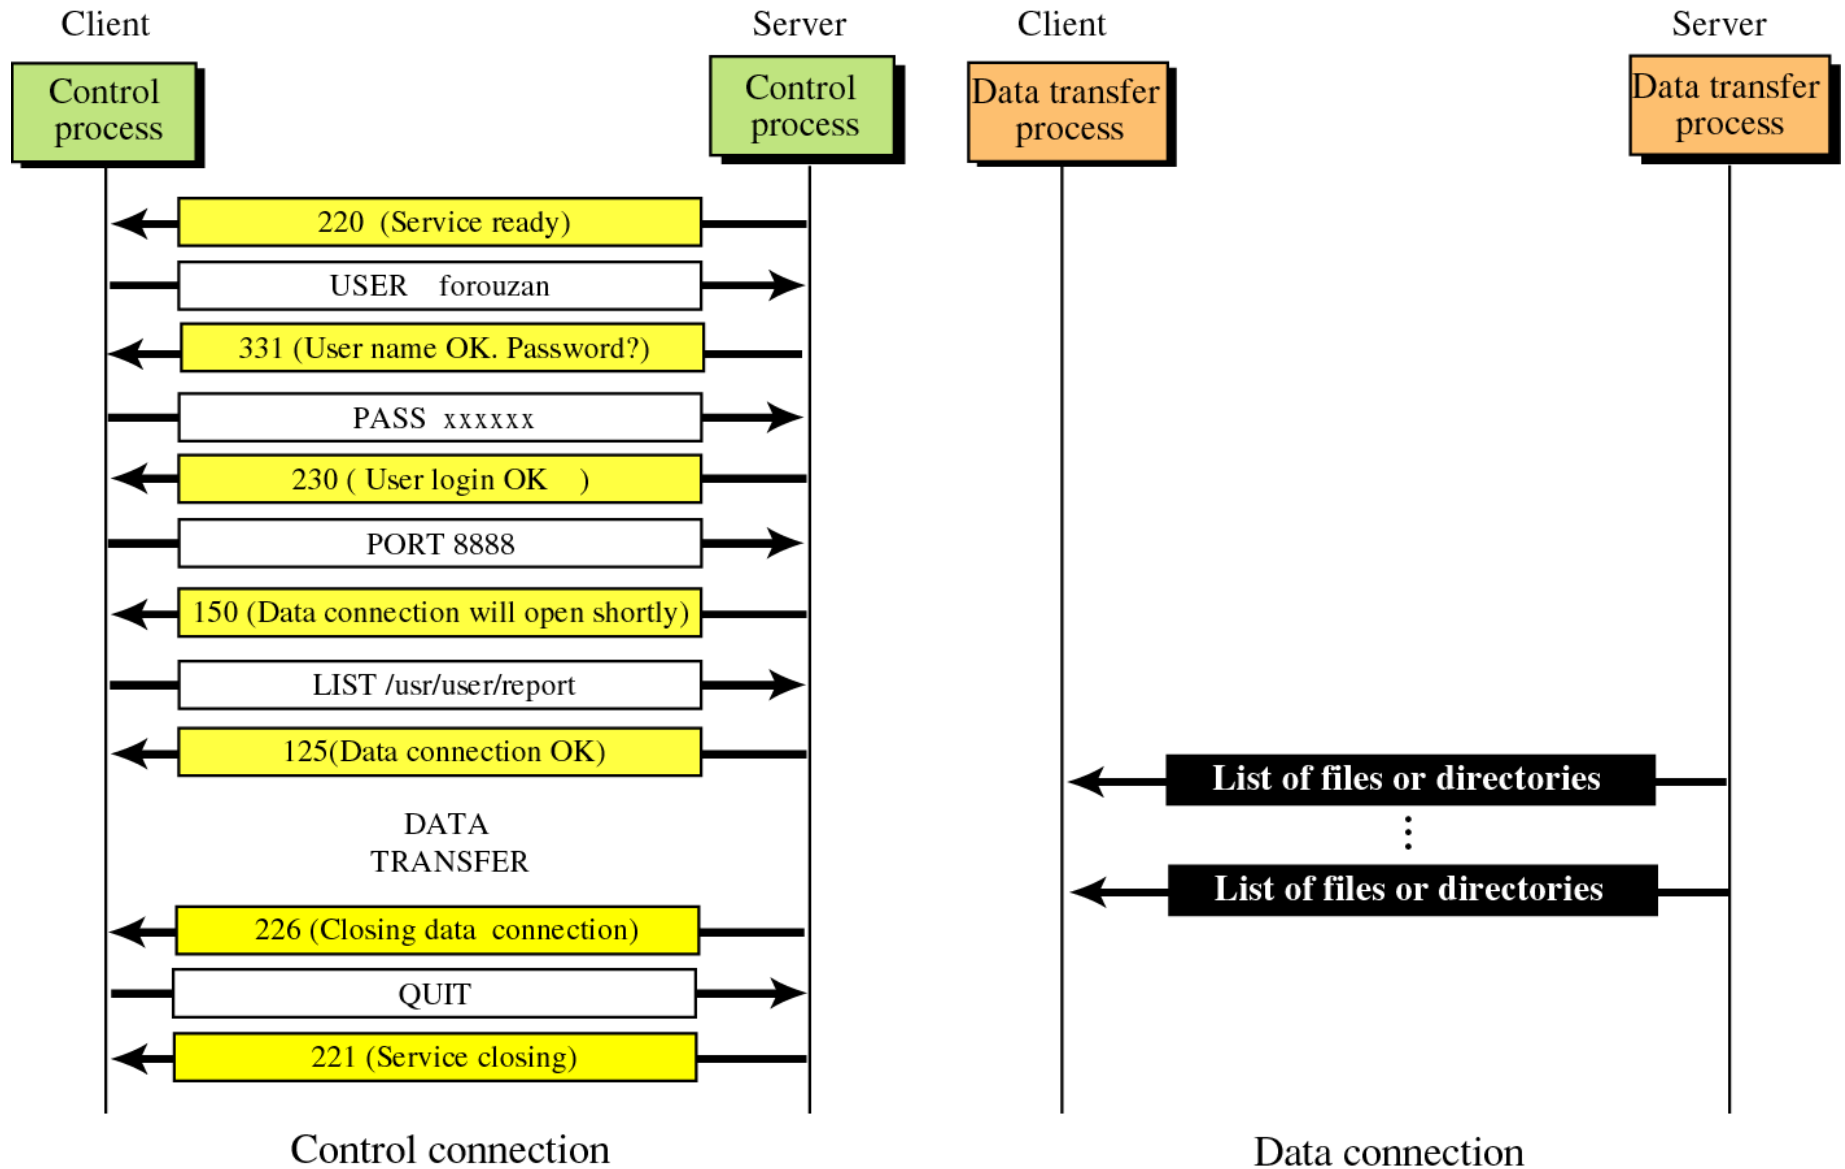 Client
Server
Control
process
Control
process
220 (Service ready)
USER forouzan
331 (User name OK. Password?)
PASS xxxxxx
230 ( User login OK )
PORT 8888
150 (Data connection will open shortly)
LIST /usr/user/report
125(Data connection OK)
DATA
TRANSFER
226 (Closing data connection)
QUIT
221 (Service closing)
Control connection
Client
Server
Data transfer
process
Data transfer
process
List of files or directories
List of files or directories
Data connection